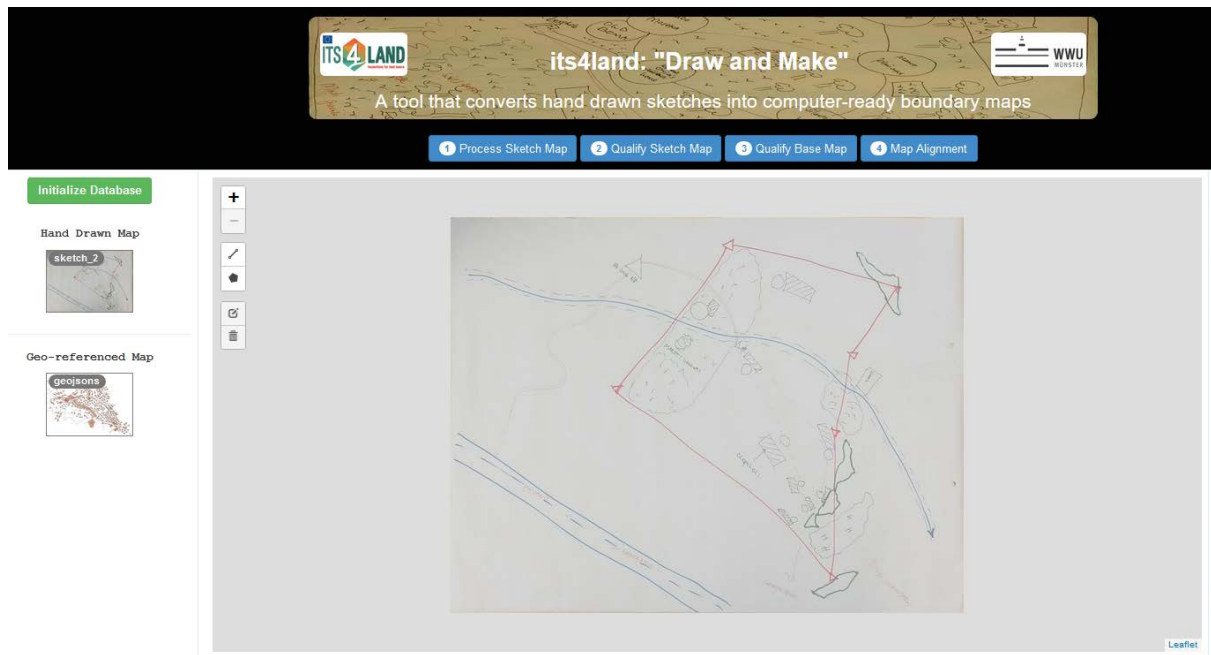 ITS4LAND
its4land: "Draw and Make"
WWU
MÜNSTER
A tool that converts hand drawn sketches into computer-ready boundary maps
1 Process Sketch Map
2 Qualify Sketch Map
3 Qualify Base Map
4 Map Alignment
Initialize Database
+
−
Hand Drawn Map
sketch_2
Geo-referenced Map
geojsons
Leaflet